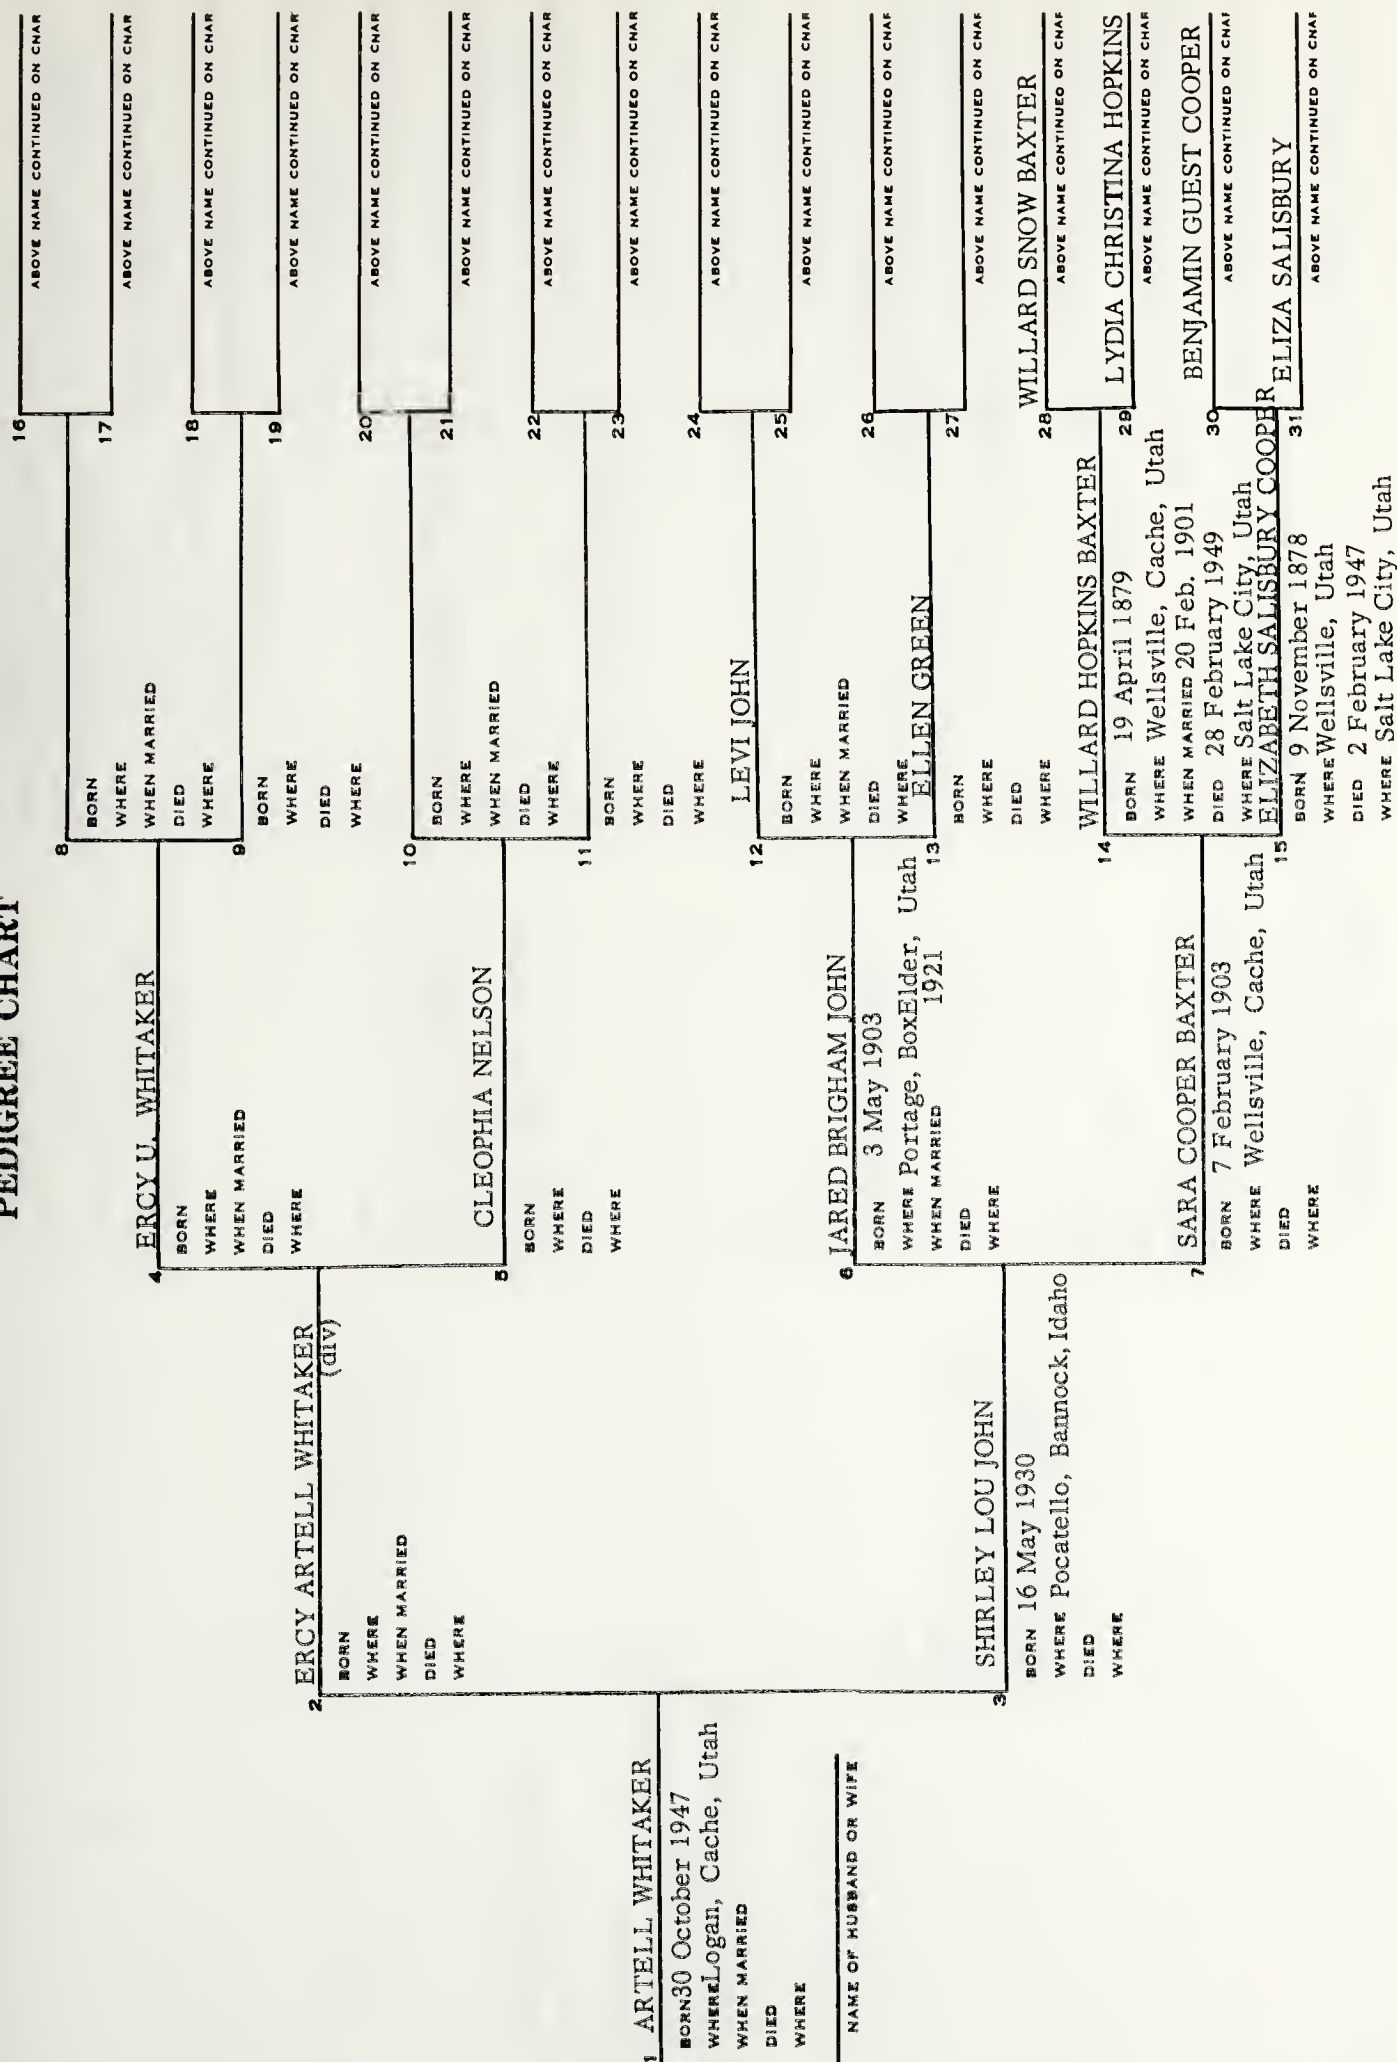 PEDIGREE CHART
1 ARTELL WHITAKER
BORN 30 October 1947
WHERE Logan, Cache, Utah
WHEN MARRIED
DIED
WHERE
NAME OF HUSBAND OR WIFE
2 ERCY ARTELL WHITAKER
(div)
BORN
WHERE
WHEN MARRIED
DIED
WHERE
3 SHIRLEY LOU JOHN
BORN 16 May 1930
WHERE Pocatello, Bannock, Idaho
DIED
WHERE
4 ERCY U. WHITAKER
BORN
WHERE
WHEN MARRIED
DIED
WHERE
5 CLEOPHIA NELSON
BORN
WHERE
DIED
WHERE
6 JARED BRIGHAM JOHN
BORN 3 May 1903
WHERE Portage, BoxElder, Utah
WHEN MARRIED 1921
DIED
WHERE
7 SARA COOPER BAXTER
BORN 7 February 1903
WHERE Wellsville, Cache, Utah
DIED
WHERE
8
BORN
WHERE
WHEN MARRIED
DIED
WHERE
9
BORN
WHERE
DIED
WHERE
10
BORN
WHERE
WHEN MARRIED
DIED
WHERE
11
BORN
WHERE
DIED
WHERE
12 LEVI JOHN
BORN
WHERE
WHEN MARRIED
DIED
WHERE
13 ELLEN GREEN
BORN
WHERE
DIED
WHERE
14 WILLARD HOPKINS BAXTER
BORN 19 April 1879
WHERE Wellsville, Cache, Utah
WHEN MARRIED 20 Feb. 1901
DIED 28 February 1949
WHERE Salt Lake City, Utah
15 ELIZABETH SALISBURY COOPER
BORN 9 November 1878
WHERE Wellsville, Utah
DIED 2 February 1947
WHERE Salt Lake City, Utah
16
ABOVE NAME CONTINUED ON CHAR
17
ABOVE NAME CONTINUED ON CHAR
18
ABOVE NAME CONTINUED ON CHAR
19
ABOVE NAME CONTINUED ON CHAR
20
ABOVE NAME CONTINUED ON CHAR
21
ABOVE NAME CONTINUED ON CHAR
22
ABOVE NAME CONTINUED ON CHAR
23
ABOVE NAME CONTINUED ON CHAR
24
ABOVE NAME CONTINUED ON CHAR
25
ABOVE NAME CONTINUED ON CHAR
26
ABOVE NAME CONTINUED ON CHAR
27
ABOVE NAME CONTINUED ON CHAR
28 WILLARD SNOW BAXTER
ABOVE NAME CONTINUED ON CHAR
29 LYDIA CHRISTINA HOPKINS
ABOVE NAME CONTINUED ON CHAR
30 BENJAMIN GUEST COOPER
ABOVE NAME CONTINUED ON CHAR
31 ELIZA SALISBURY
ABOVE NAME CONTINUED ON CHAR